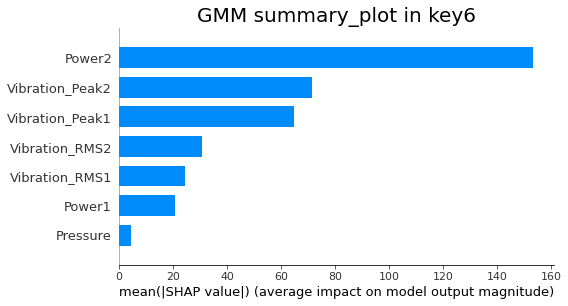 GMM summary_plot in key6
Power2
Vibration_Peak2
Vibration_Peak1
Vibration_RMS2
Vibration_RMS1
Power1
Pressure
0 20 40 60 80 100 120 140 160
mean(|SHAP value|) (average impact on model output magnitude)